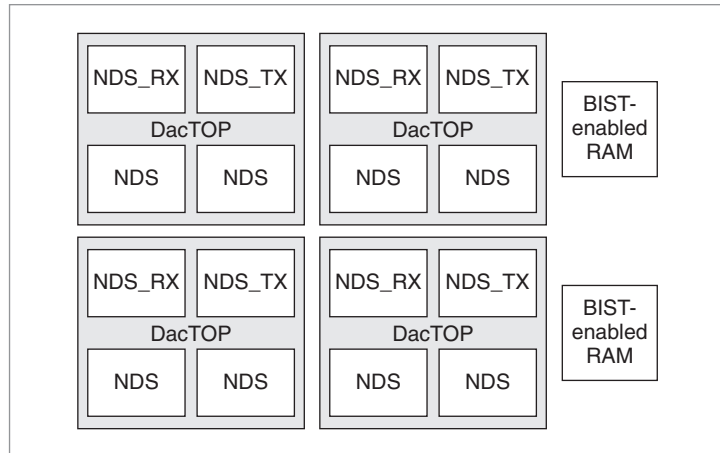 NDS_RX NDS_TX NDS_RX NDS_TX
DacTOP DacTOP
NDS NDS NDS NDS
BIST-
enabled
RAM
NDS_RX NDS_TX NDS_RX NDS_TX
DacTOP DacTOP
NDS NDS NDS NDS
BIST-
enabled
RAM